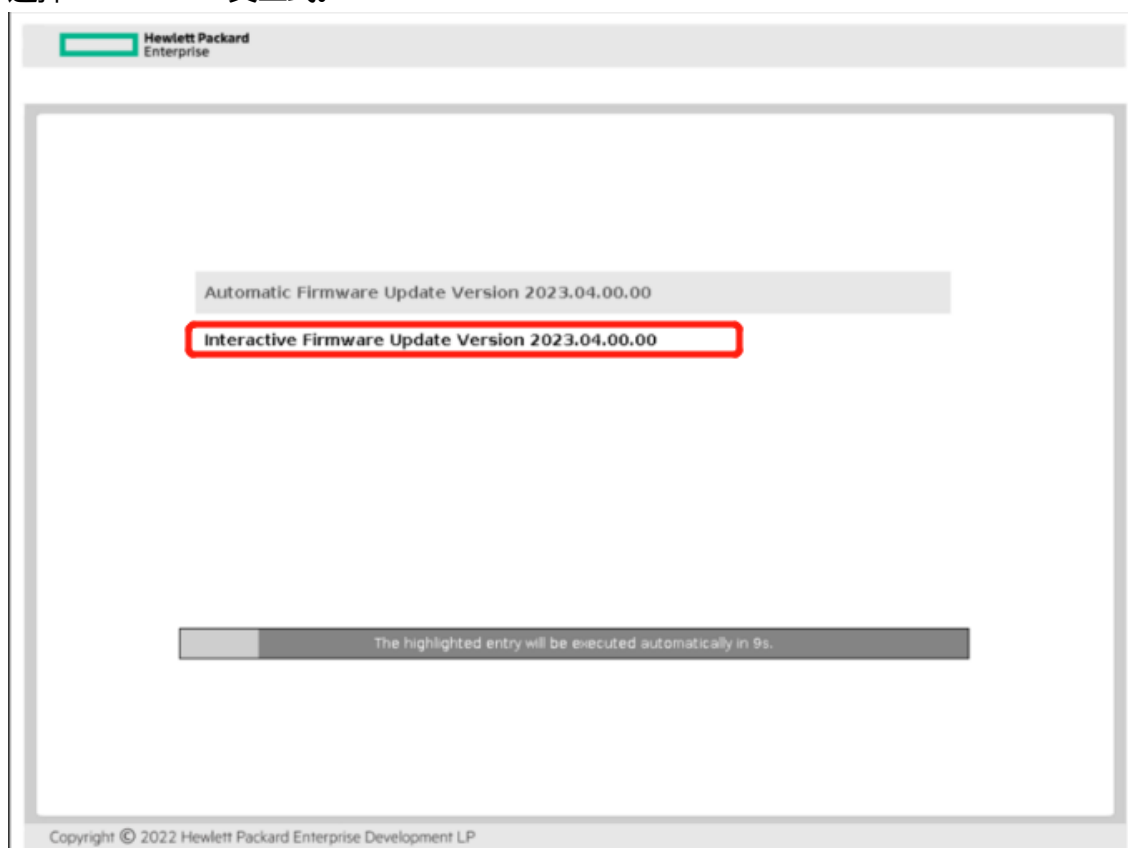 Hewlett Packard
Enterprise
Automatic Firmware Update Version 2023.04.00.00
Interactive Firmware Update Version 2023.04.00.00
The highlighted entry will be executed automatically in 9s.
Copyright © 2022 Hewlett Packard Enterprise Development LP